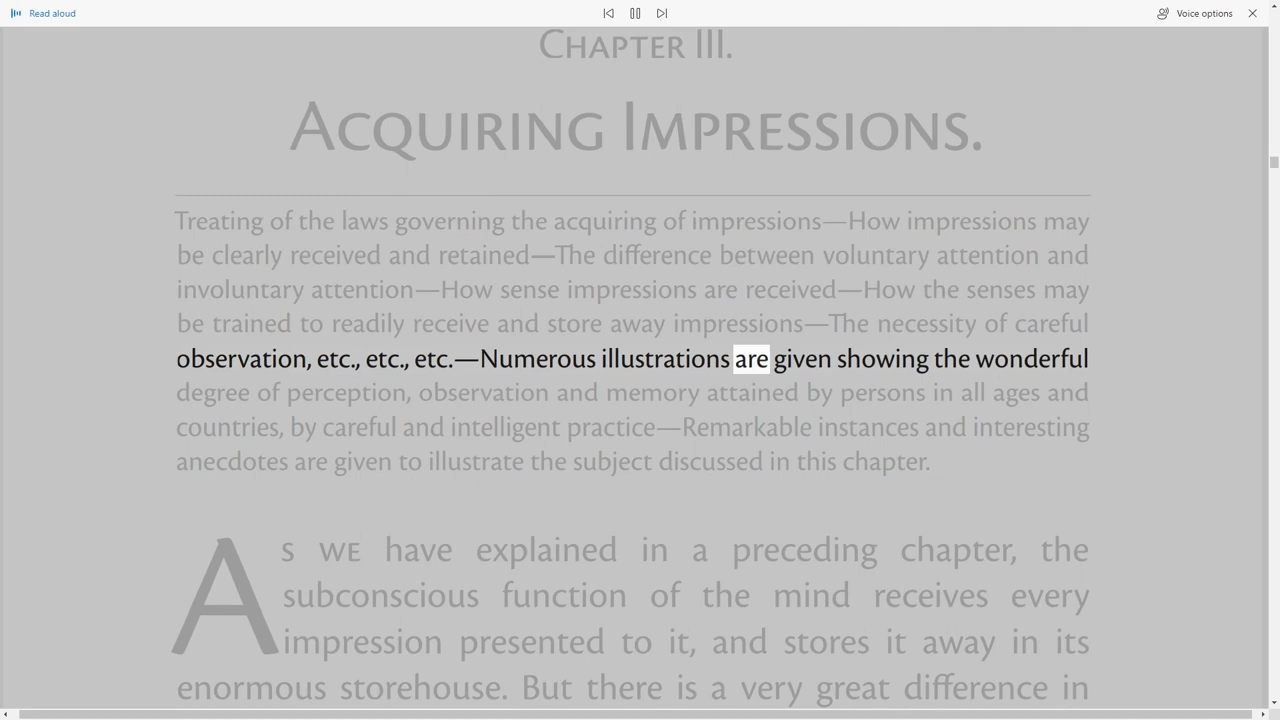 Read aloud
Voice options
Chapter III.
Acquiring Impressions.
Treating of the laws governing the acquiring of impressions—How impressions may
be clearly received and retained—The difference between voluntary attention and
involuntary attention—How sense impressions are received—How the senses may
be trained to readily receive and store away impressions—The necessity of careful
observation, etc., etc., etc.—Numerous illustrations are given showing the wonderful
degree of perception, observation and memory attained by persons in all ages and
countries, by careful and intelligent practice—Remarkable instances and interesting
anecdotes are given to illustrate the subject discussed in this chapter.
As we have explained in a preceding chapter, the
subconscious function of the mind receives every
impression presented to it, and stores it away in its
enormous storehouse. But there is a very great difference in